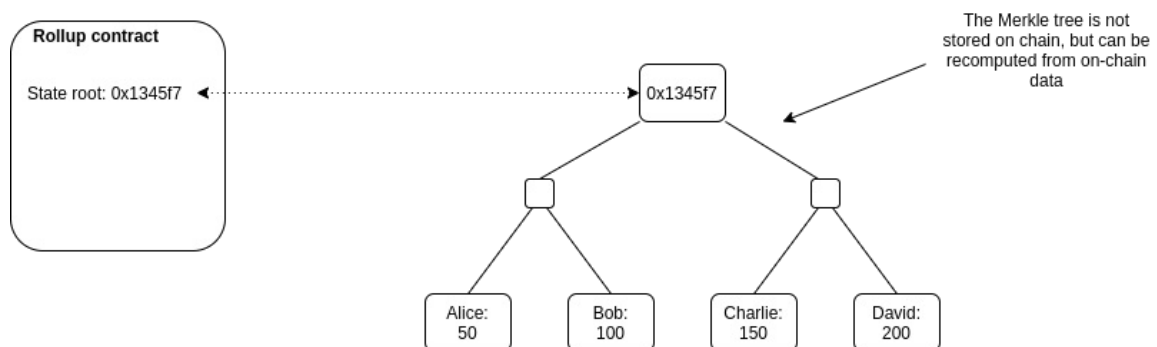 Rollup contract
State root: 0x1345f7
0x1345f7
The Merkle tree is not
stored on chain, but can be
recomputed from on-chain
data
Alice:
50
Bob:
100
Charlie:
150
David:
200